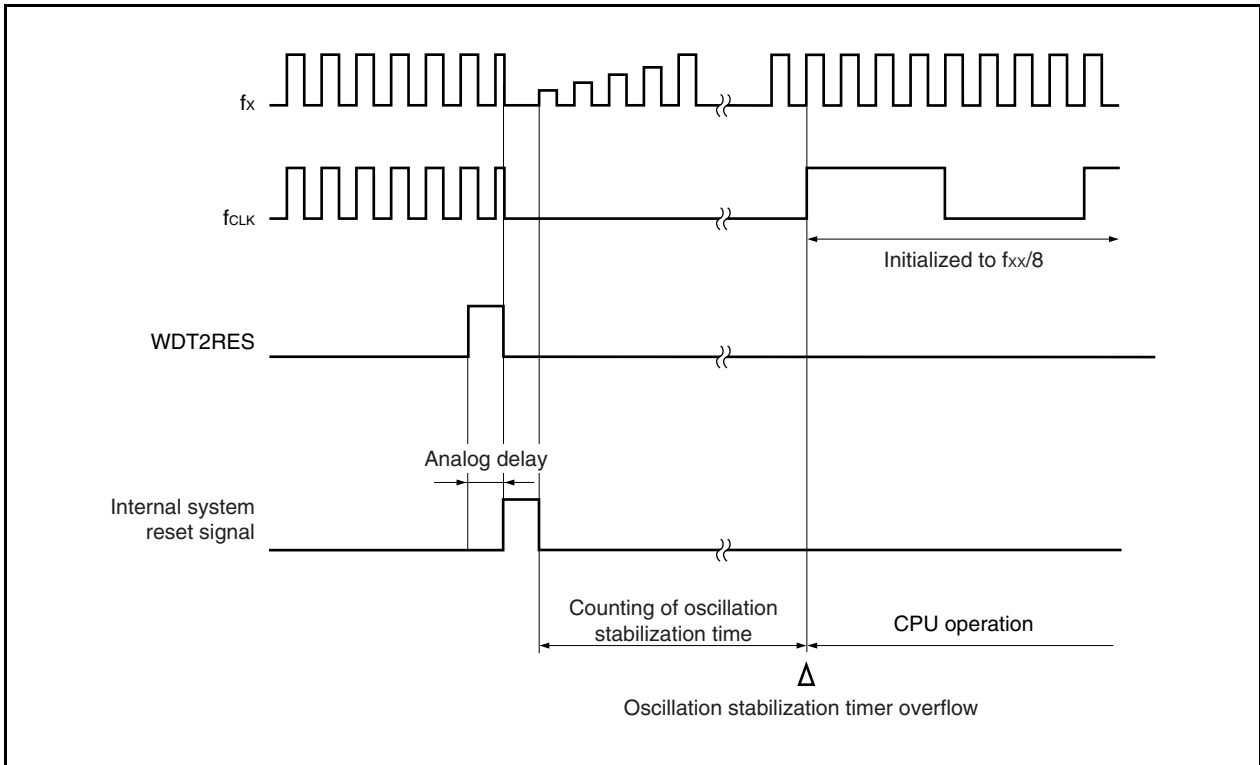 fX
fCLK
Initialized to fxx/8
WDT2RES
Analog delay
Internal system
reset signal
Counting of oscillation
stabilization time
CPU operation
Oscillation stabilization timer overflow